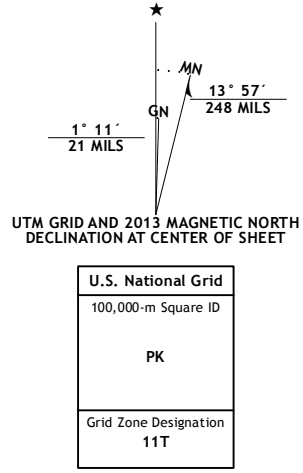 ★
MN
GN
13° 57´
248 MILS
1° 11´
21 MILS
UTM GRID AND 2013 MAGNETIC NORTH
DECLINATION AT CENTER OF SHEET
U.S. National Grid
100,000-m Square ID
PK
Grid Zone Designation
11T